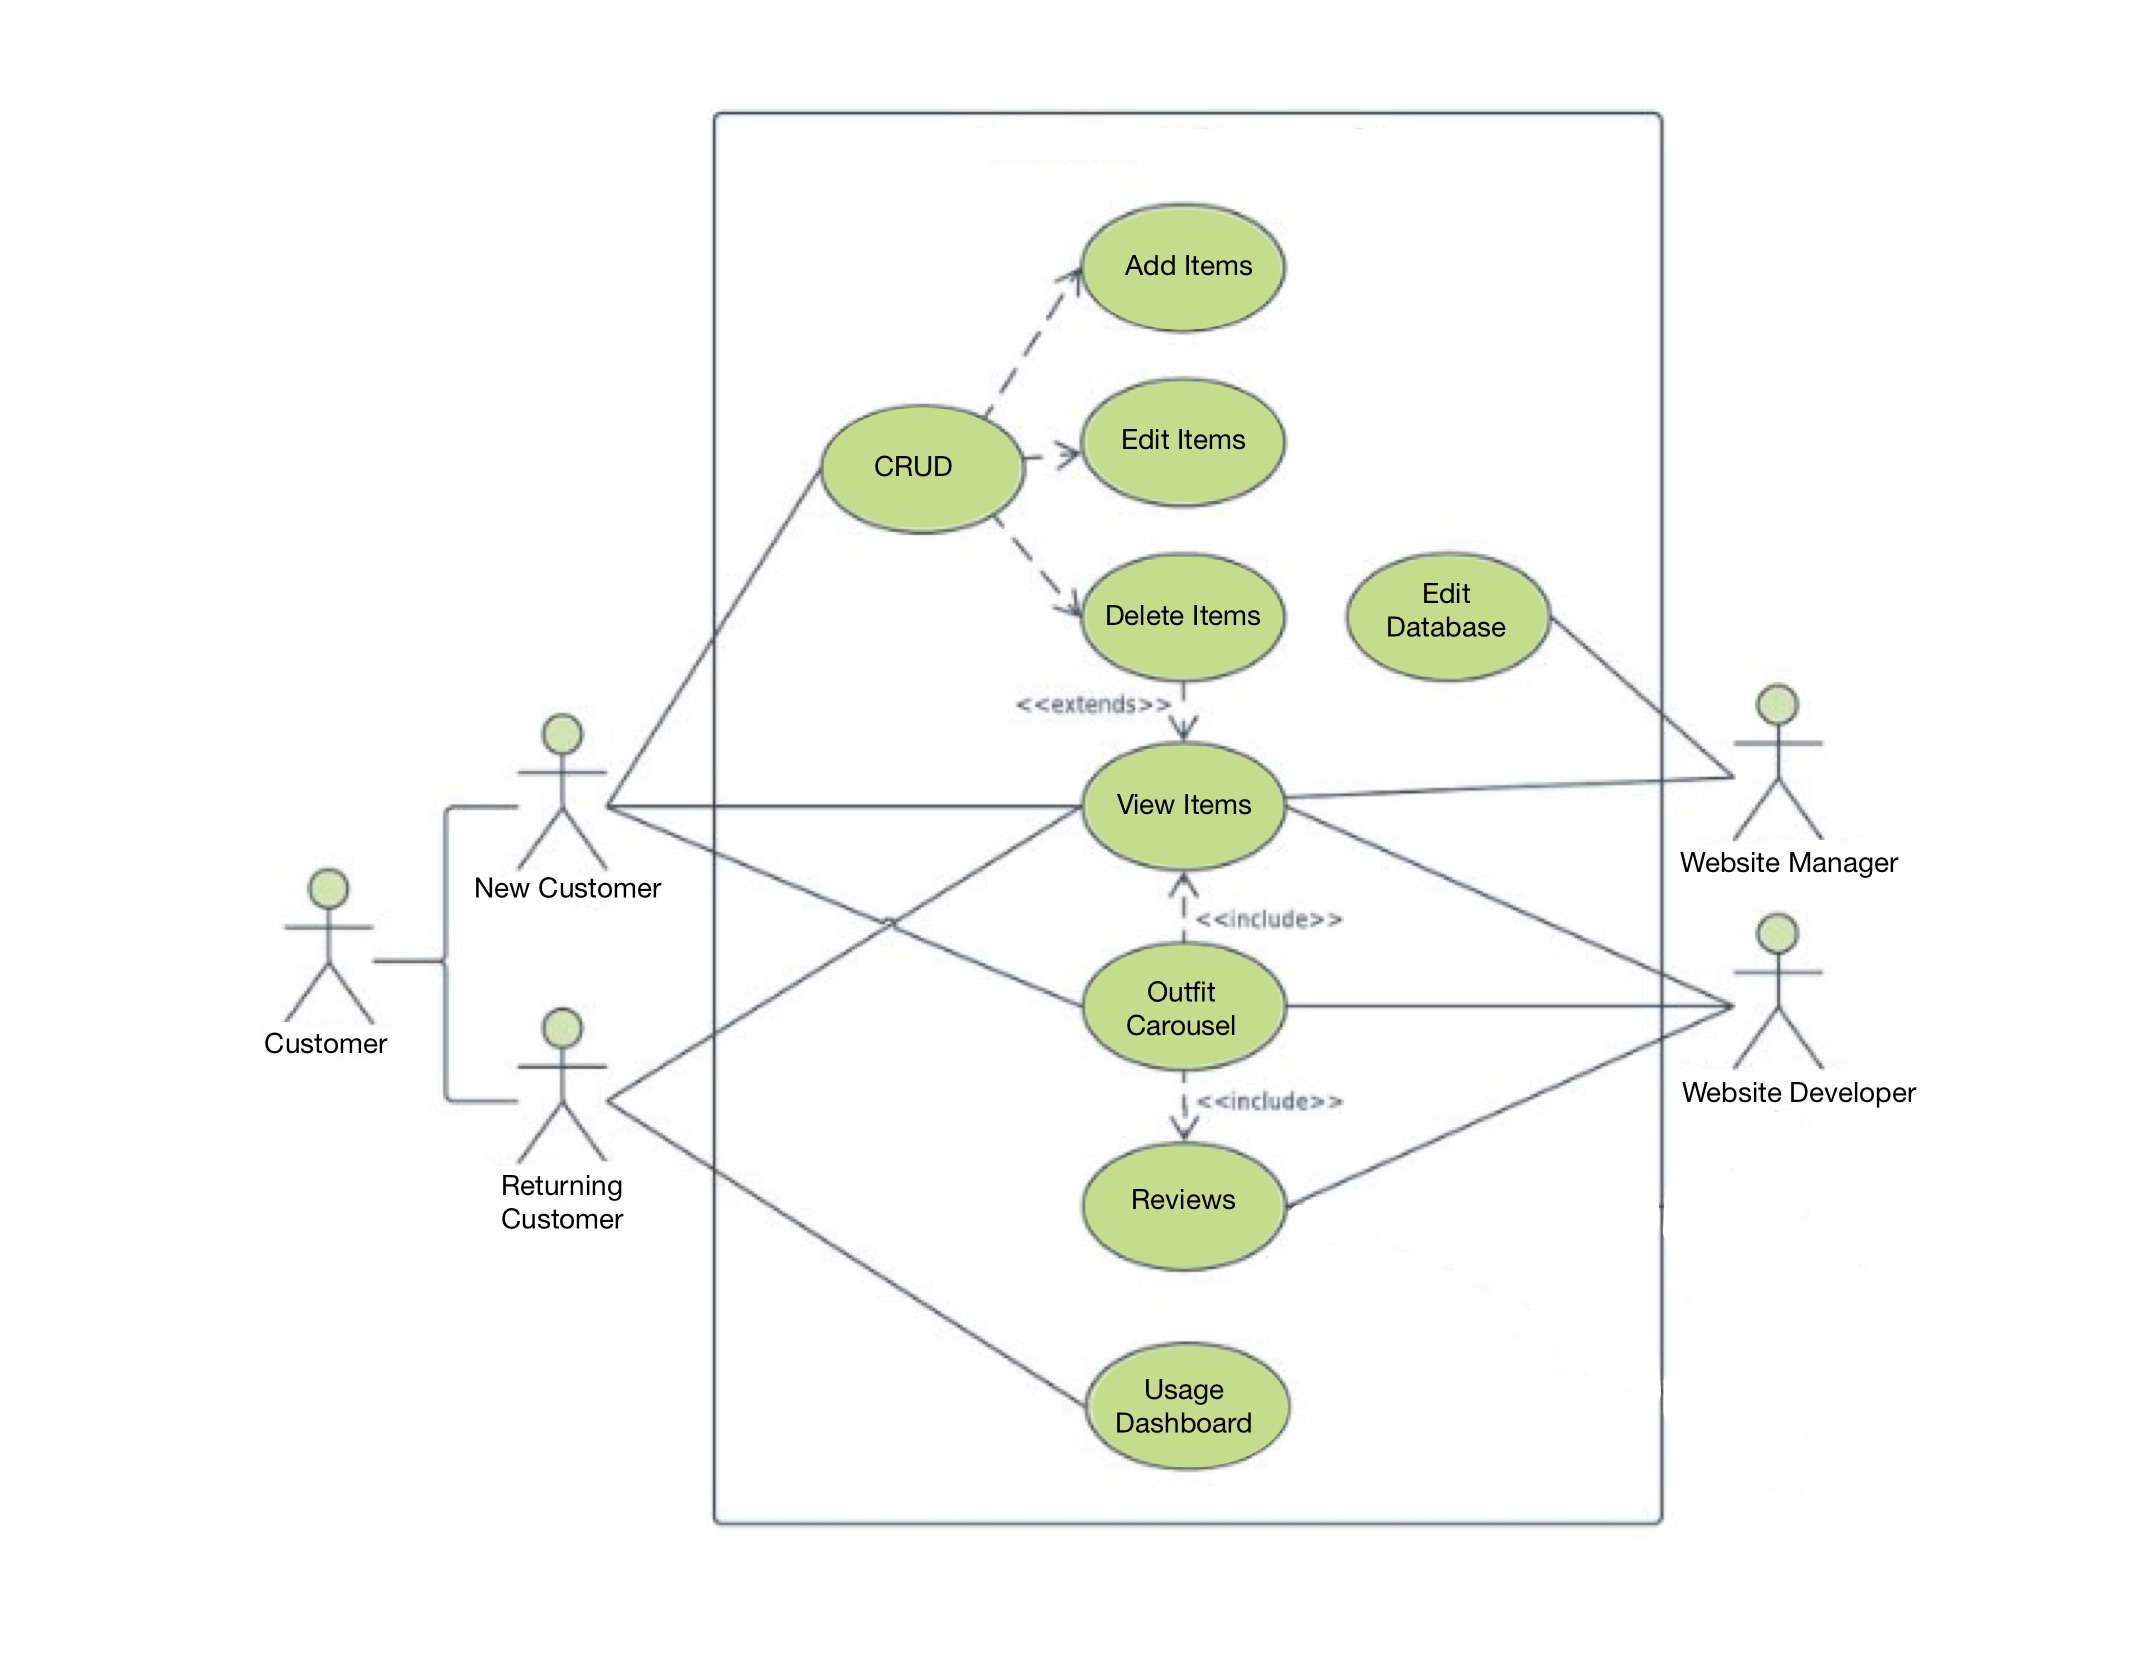 Add Items
Edit Items
CRUD
Delete Items
Edit
Database
<<extends>>
View Items
Website Manager
New Customer
<<include>>
Outfit
Carousel
Customer
Website Developer
<<include>>
Returning
Customer
Reviews
Usage
Dashboard